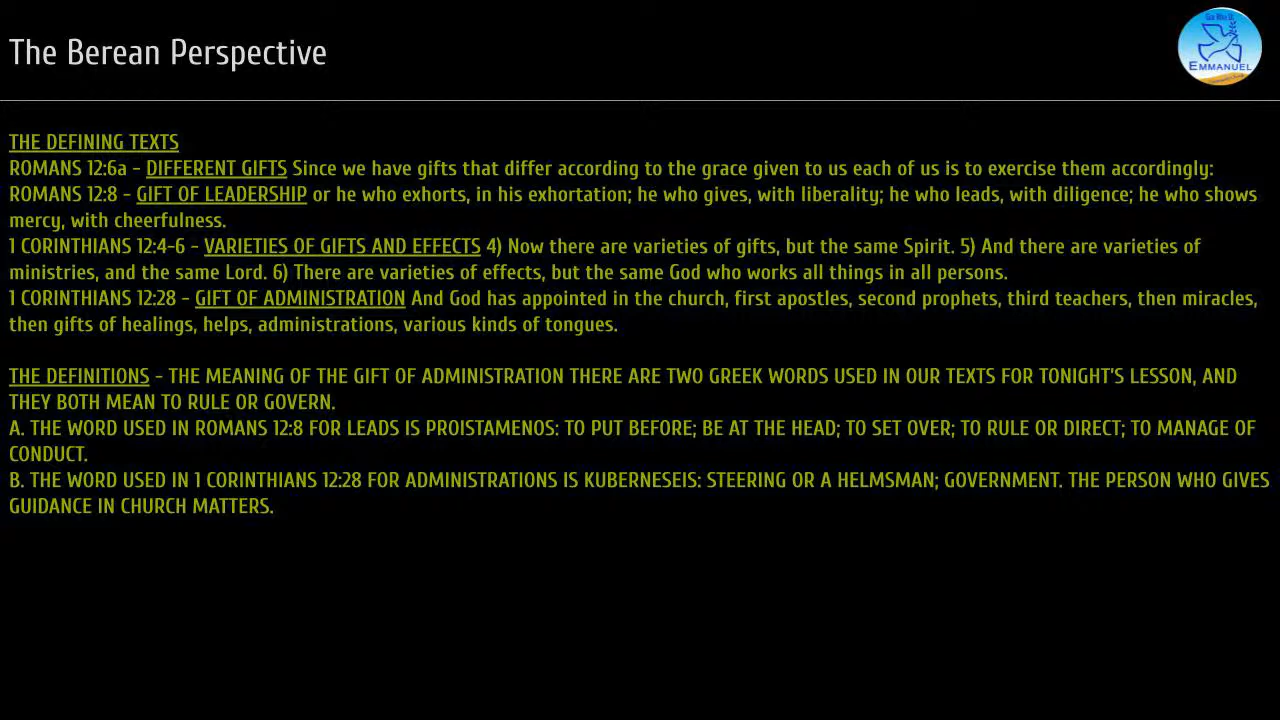 The Berean Perspective
God With Us
EMMANUEL
THE DEFINING TEXTS
ROMANS 12:6a - DIFFERENT GIFTS Since we have gifts that differ according to the grace given to us each of us is to exercise them accordingly:
ROMANS 12:8 - GIFT OF LEADERSHIP or he who exhorts, in his exhortation; he who gives, with liberality; he who leads, with diligence; he who shows
mercy, with cheerfulness.
1 CORINTHIANS 12:4-6 - VARIETIES OF GIFTS AND EFFECTS 4) Now there are varieties of gifts, but the same Spirit. 5) And there are varieties of
ministries, and the same Lord. 6) There are varieties of effects, but the same God who works all things in all persons.
1 CORINTHIANS 12:28 - GIFT OF ADMINISTRATION And God has appointed in the church, first apostles, second prophets, third teachers, then miracles,
then gifts of healings, helps, administrations, various kinds of tongues.
THE DEFINITIONS - THE MEANING OF THE GIFT OF ADMINISTRATION THERE ARE TWO GREEK WORDS USED IN OUR TEXTS FOR TONIGHT'S LESSON, AND
THEY BOTH MEAN TO RULE OR GOVERN.
A. THE WORD USED IN ROMANS 12:8 FOR LEADS IS PROISTAMENOS: TO PUT BEFORE; BE AT THE HEAD; TO SET OVER; TO RULE OR DIRECT; TO MANAGE OF
CONDUCT.
B. THE WORD USED IN 1 CORINTHIANS 12:28 FOR ADMINISTRATIONS IS KUBERNESEIS: STEERING OR A HELMSMAN; GOVERNMENT. THE PERSON WHO GIVES
GUIDANCE IN CHURCH MATTERS.